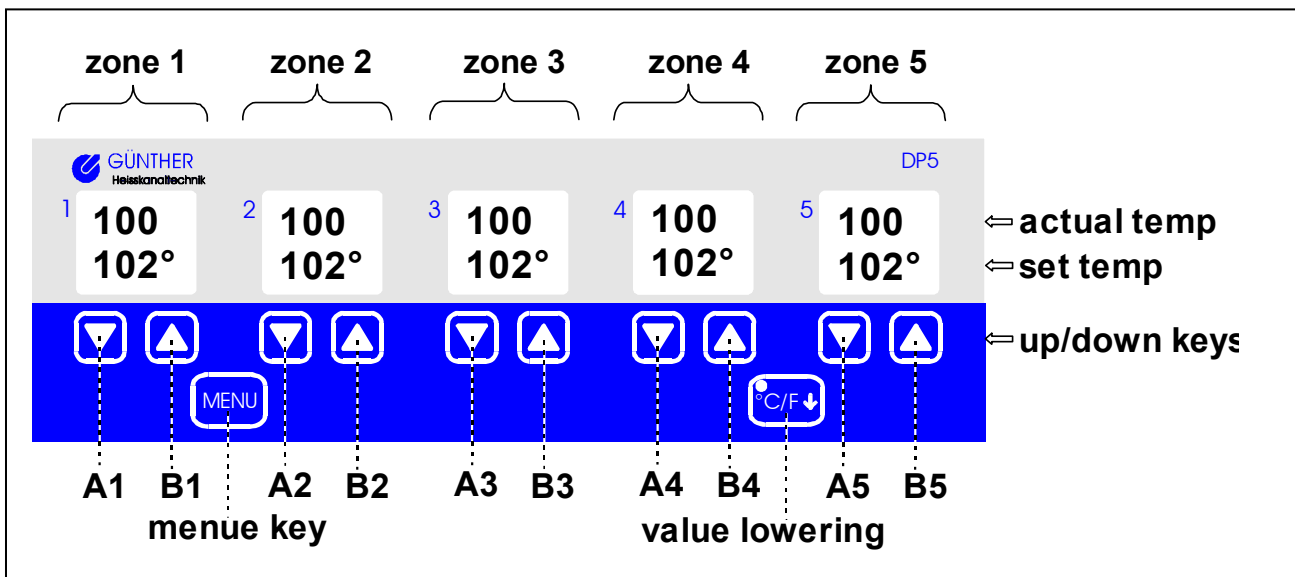 zone 1 zone 2 zone 3 zone 4 zone 5
GÜNTHER DP5
Heisskanaltechnik
1 100 2 100 3 100 4 100 5 100 actual temp
102° 102° 102° 102° 102° set temp
up/down keys
MENU °C/F
A1 B1 A2 B2 A3 B3 A4 B4 A5 B5
menue key value lowering